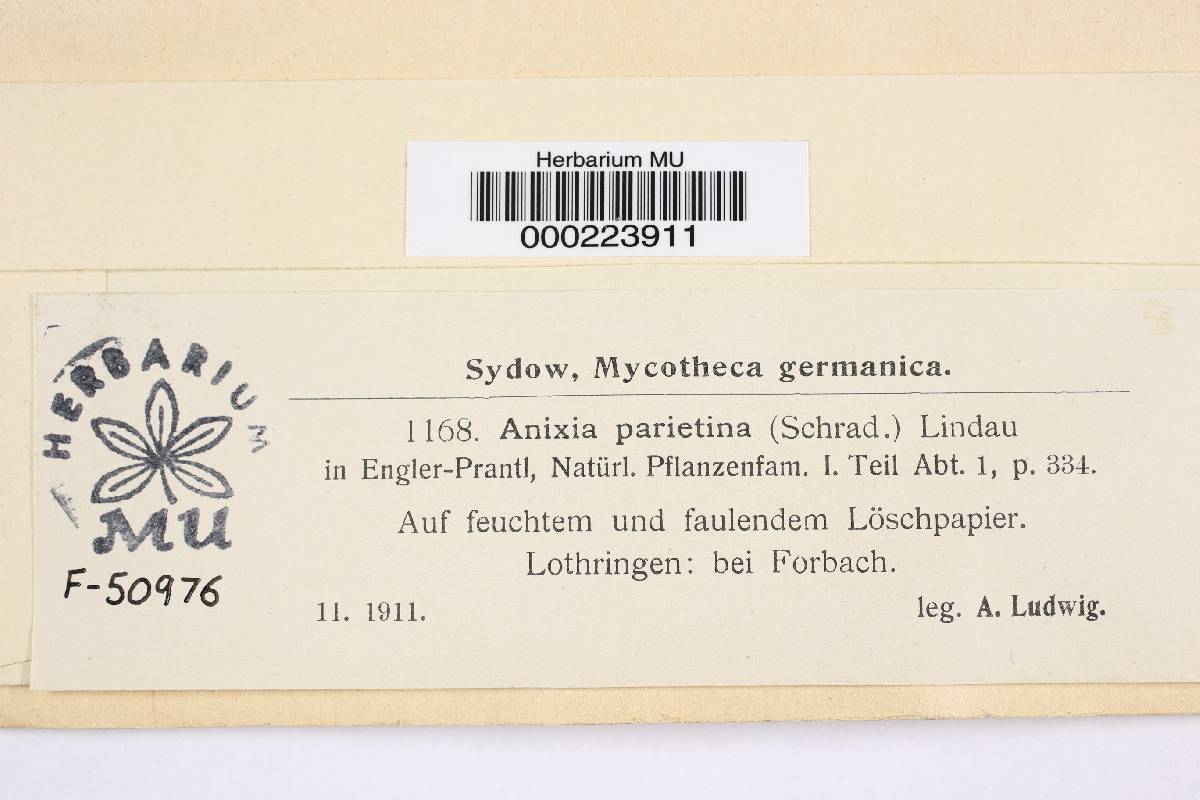 Herbarium MU
000223911
HERBARIUM
MU
F-50976
Sydow, Mycotheca germanica.
1168. Anixia parietina (Schrad.) Lindau
in Engler-Prantl, Natürl. Pflanzenfam. I. Teil Abt. 1, p. 334.
Auf feuchtem und faulendem Löschpapier.
Lothringen: bei Forbach.
11. 1911. leg. A. Ludwig.